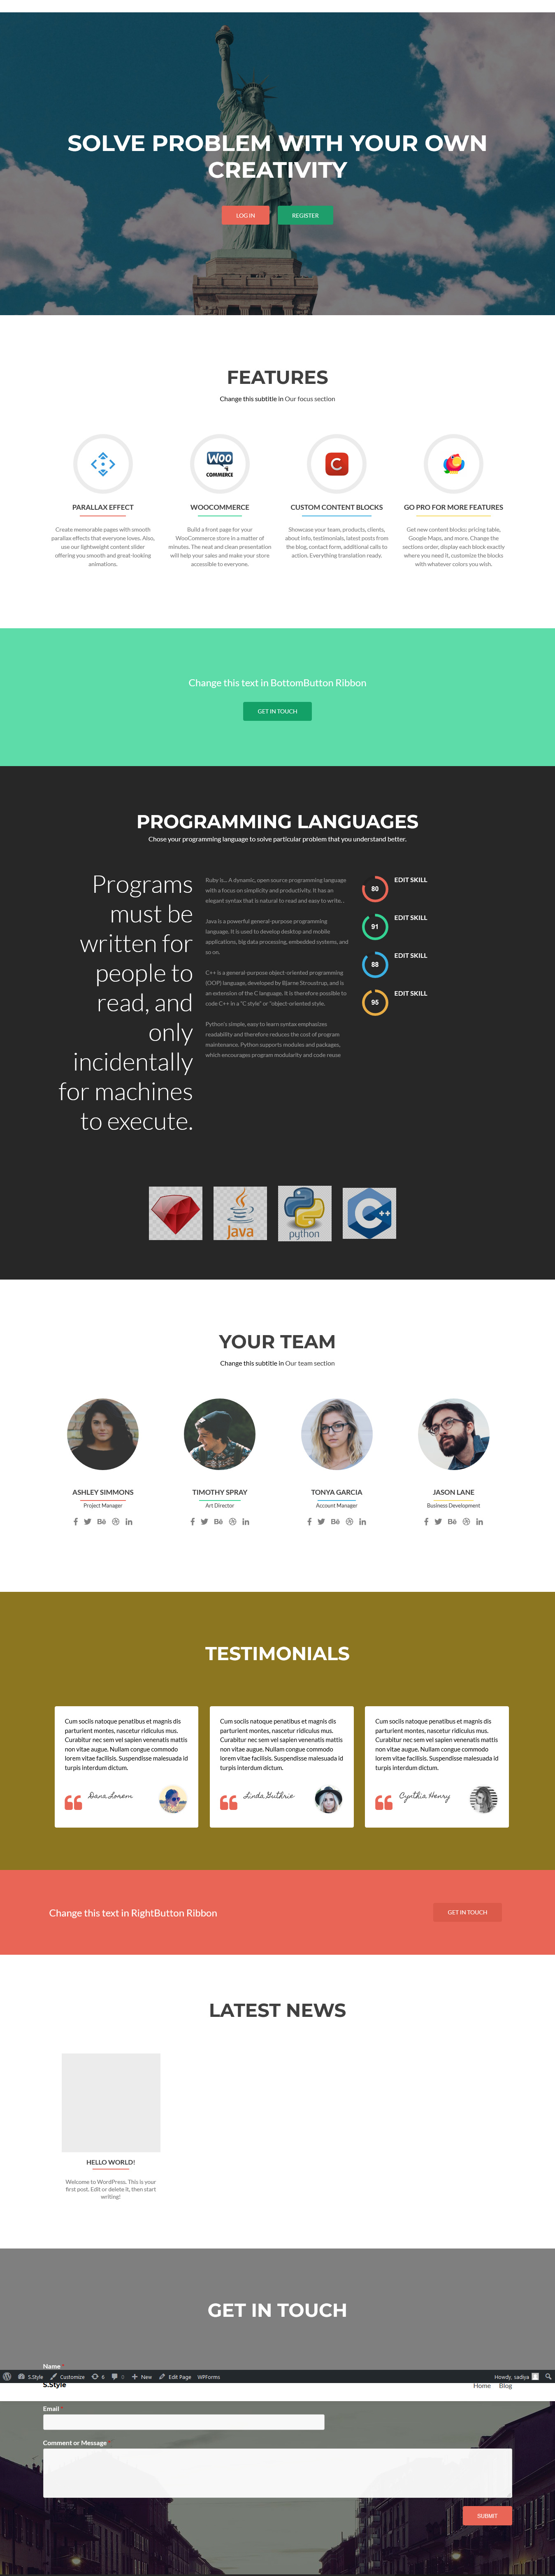 SOLVE PROBLEM WITH YOUR OWN
CREATIVITY
LOG IN
REGISTER
FEATURES
Change this subtitle in Our focus section
WOO
COMMERCE
C
PARALLAX EFFECT
Create memorable pages with smooth
parallax effects that everyone loves. Also,
use our lightweight content slider
offering you smooth and great-looking
animations.
WOOCOMMERCE
Build a front page for your
WooCommerce store in a matter of
minutes. The neat and clean presentation
will help your sales and make your store
accessible to everyone.
CUSTOM CONTENT BLOCKS
Showcase your team, products, clients,
about info, testimonials, latest posts from
the blog, contact form, additional calls to
action. Everything translation ready.
GO PRO FOR MORE FEATURES
Get new content blocks: pricing table,
Google Maps, and more. Change the
sections order, display each block exactly
where you need it, customize the blocks
with whatever colors you wish.
Change this text in BottomButton Ribbon
GET IN TOUCH
PROGRAMMING LANGUAGES
Chose your programming language to solve particular problem that you understand better.
Programs
must be
written for
people to
read, and
only
incidentally
for machines
to execute.
Ruby is... A dynamic, open source programming language
with a focus on simplicity and productivity. It has an
elegant syntax that is natural to read and easy to write. .
Java is a powerful general-purpose programming
language. It is used to develop desktop and mobile
applications, big data processing, embedded systems, and
so on.
C++ is a general purpose object-oriented programming
(OOP) language, developed by Bjarne Stroustrup, and is
an extension of the C language. It is therefore possible to
code C++ in a "C style" or "object-oriented style.
Python's simple, easy to learn syntax emphasizes
readability and therefore reduces the cost of program
maintenance. Python supports modules and packages,
which encourages program modularity and code reuse
80
EDIT SKILL
91
EDIT SKILL
88
EDIT SKILL
95
EDIT SKILL
Java
python
C++
YOUR TEAM
Change this subtitle in Our team section
ASHLEY SIMMONS
Project Manager
TIMOTHY SPRAY
Art Director
TONYA GARCIA
Account Manager
JASON LANE
Business Development
TESTIMONIALS
Cum sociis natoque penatibus et magnis dis
parturient montes, nascetur ridiculus mus.
Curabitur nec sem vel sapien venenatis mattis
non vitae augue. Nullam congue commodo
lorem vitae facilisis. Suspendisse malesuada id
turpis interdum dictum.
Dana Lorem
Cum sociis natoque penatibus et magnis dis
parturient montes, nascetur ridiculus mus.
Curabitur nec sem vel sapien venenatis mattis
non vitae augue. Nullam congue commodo
lorem vitae facilisis. Suspendisse malesuada id
turpis interdum dictum.
Linda Guthrie
Cum sociis natoque penatibus et magnis dis
parturient montes, nascetur ridiculus mus.
Curabitur nec sem vel sapien venenatis mattis
non vitae augue. Nullam congue commodo
lorem vitae facilisis. Suspendisse malesuada id
turpis interdum dictum.
Cynthia Henry
Change this text in RightButton Ribbon
GET IN TOUCH
LATEST NEWS
HELLO WORLD!
Welcome to WordPress. This is your
first post. Edit or delete it, then start
writing!
GET IN TOUCH
Name *
S.Style Customize 6 0 New Edit Page WPForms Howdy, sadiya
S.Style Home Blog
Email
Comment or Message
SUBMIT